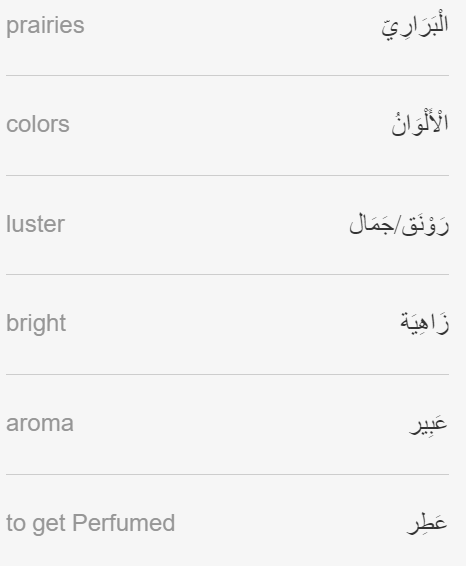 prairies الْبَرَارِيّ
colors الْأَلْوَانُ
luster رَوْنَق/جَمَال
bright زَاهِيَة
aroma عَبِير
to get Perfumed عَطِر